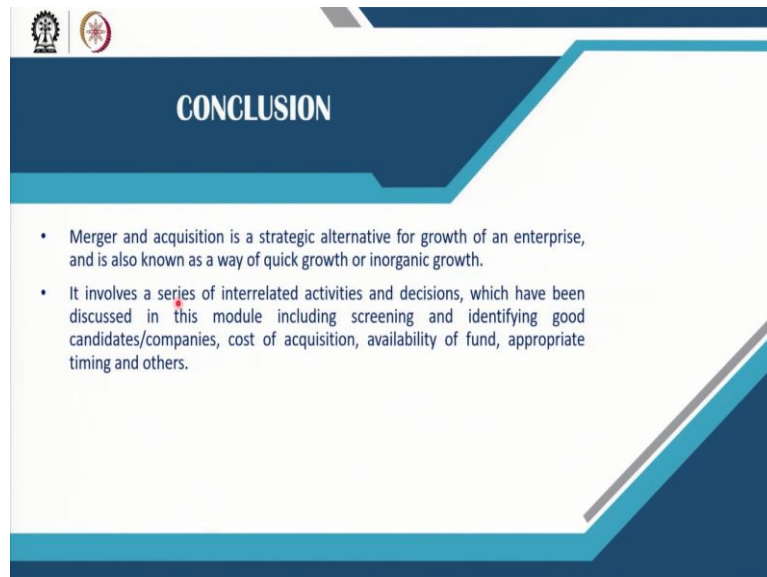 CONCLUSION
• Merger and acquisition is a strategic alternative for growth of an enterprise,
and is also known as a way of quick growth or inorganic growth.
• It involves a series of interrelated activities and decisions, which have been
discussed in this module including screening and identifying good
candidates/companies, cost of acquisition, availability of fund, appropriate
timing and others.